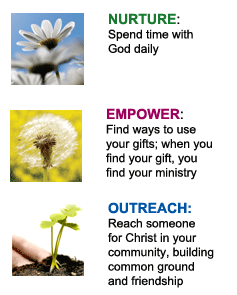 NURTURE:
Spend time with
God daily
EMPOWER:
Find ways to use
your gifts; when you
find your gift, you
find your ministry
OUTREACH:
Reach someone
for Christ in your
community, building
common ground
and friendship